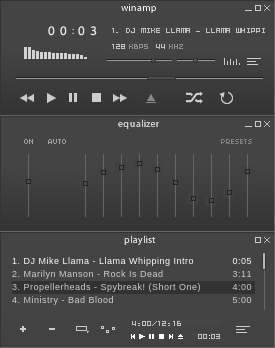 winamp
00:03
1. DJ MIKE LLAMA - LLAMA WHIPPI
128 KBPS 44 KHZ
equalizer
ON AUTO PRESETS
playlist
1. DJ Mike Llama - Llama Whipping Intro 0:05
2. Marilyn Manson - Rock Is Dead 3:11
3. Propellerheads - Spybreak! (Short One) 4:00
4. Ministry - Bad Blood 5:00
4:00/12:16
00:03